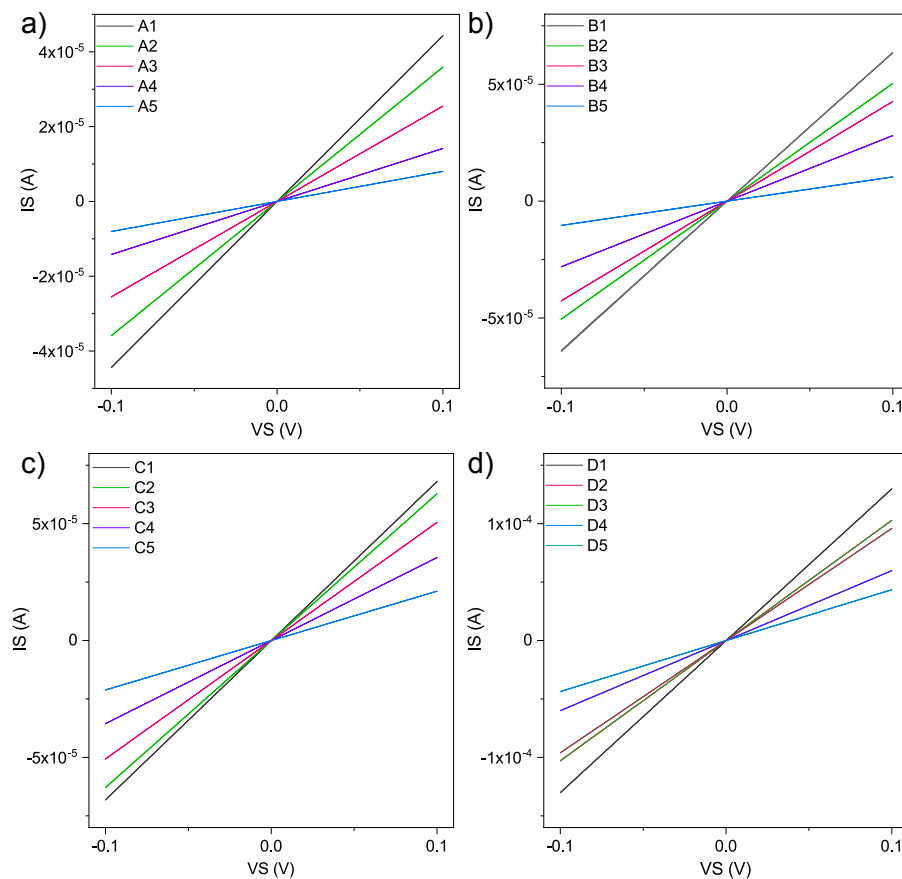 a)
A1
A2
A3
A4
A5
4x10⁻⁵
2x10⁻⁵
0
-2x10⁻⁵
-4x10⁻⁵
IS (A)
-0.1
0.0
0.1
VS (V)
b)
B1
B2
B3
B4
B5
5x10⁻⁵
0
-5x10⁻⁵
IS (A)
-0.1
0.0
0.1
VS (V)
c)
C1
C2
C3
C4
C5
5x10⁻⁵
0
-5x10⁻⁵
IS (A)
-0.1
0.0
0.1
VS (V)
d)
D1
D2
D3
D4
D5
1x10⁻⁴
0
-1x10⁻⁴
IS (A)
-0.1
0.0
0.1
VS (V)